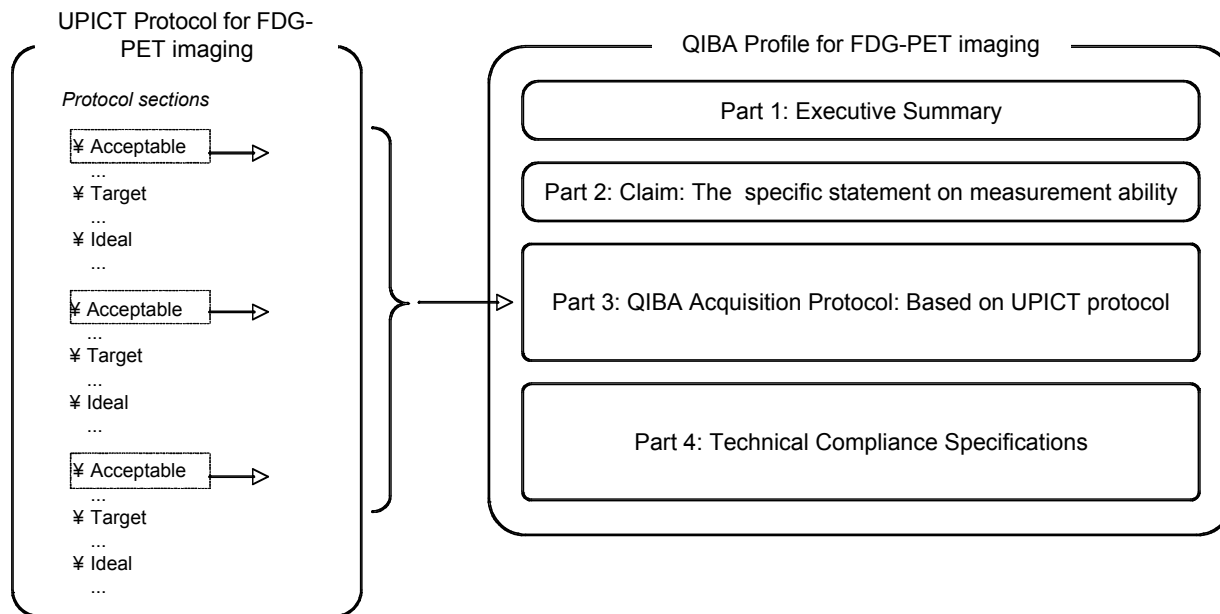 UPICT Protocol for FDG-
PET imaging
Protocol sections
¥ Acceptable
...
¥ Target
...
¥ Ideal
...
¥ Acceptable
...
¥ Target
...
¥ Ideal
...
¥ Acceptable
...
¥ Target
...
¥ Ideal
...
QIBA Profile for FDG-PET imaging
Part 1: Executive Summary
Part 2: Claim: The  specific statement on measurement ability
Part 3: QIBA Acquisition Protocol: Based on UPICT protocol
Part 4: Technical Compliance Specifications